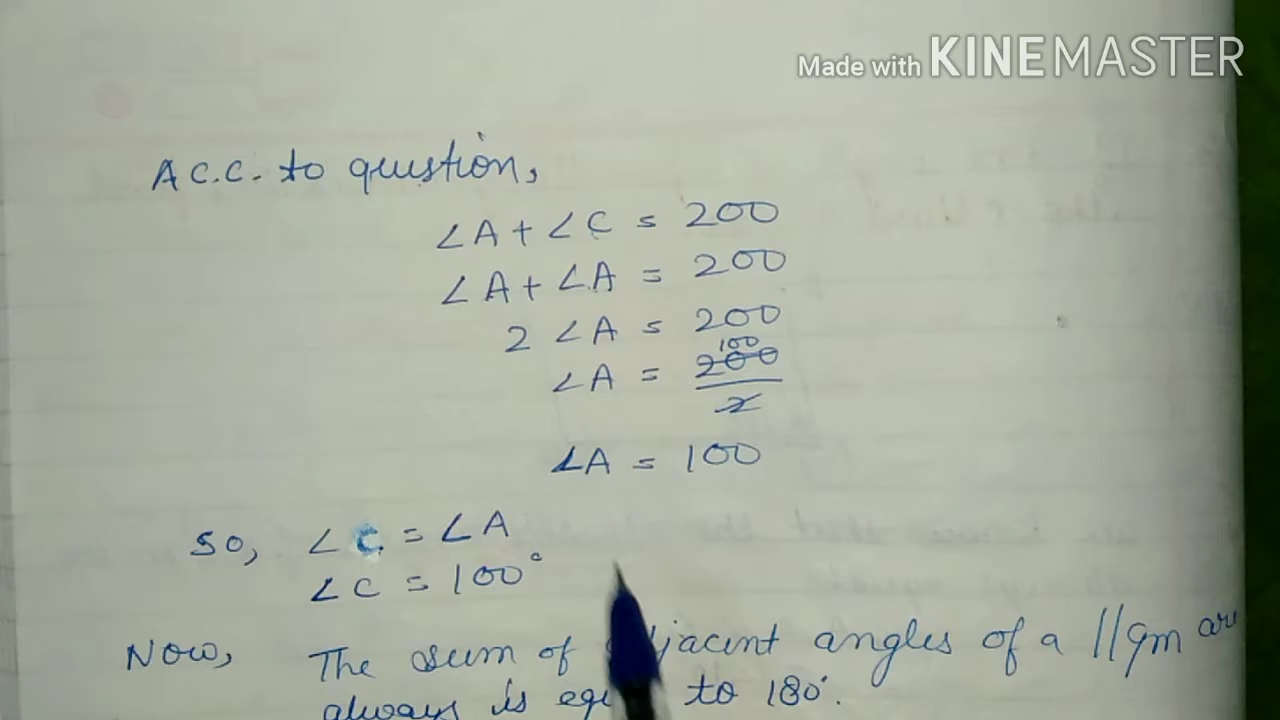 Made with KINEMASTER
Acc. to question,
∠A + ∠C = 200
∠A + ∠A = 200
2 ∠A = 200
100
∠A = 200/2
∠A = 100
So, ∠C = ∠A
∠C = 100°
Now, The sum of adjacent angles of a ||gm are
always is to 180°.